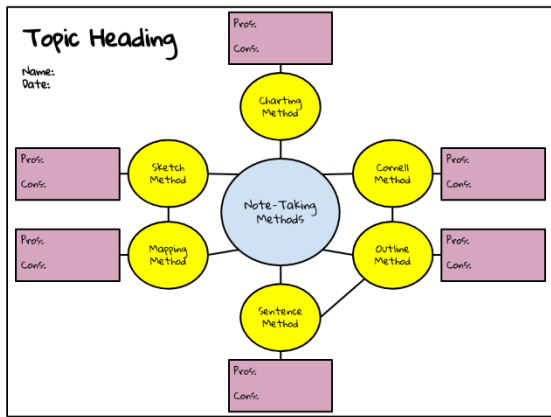 Topic Heading
Name:
Date:
Pros:
Cons:
Charting
Method
Pros:
Cons:
Sketch
Method
Cornell
Method
Pros:
Cons:
Note-Taking
Methods
Pros:
Cons:
Mapping
Method
Outline
Method
Pros:
Cons:
Sentence
Method
Pros:
Cons: